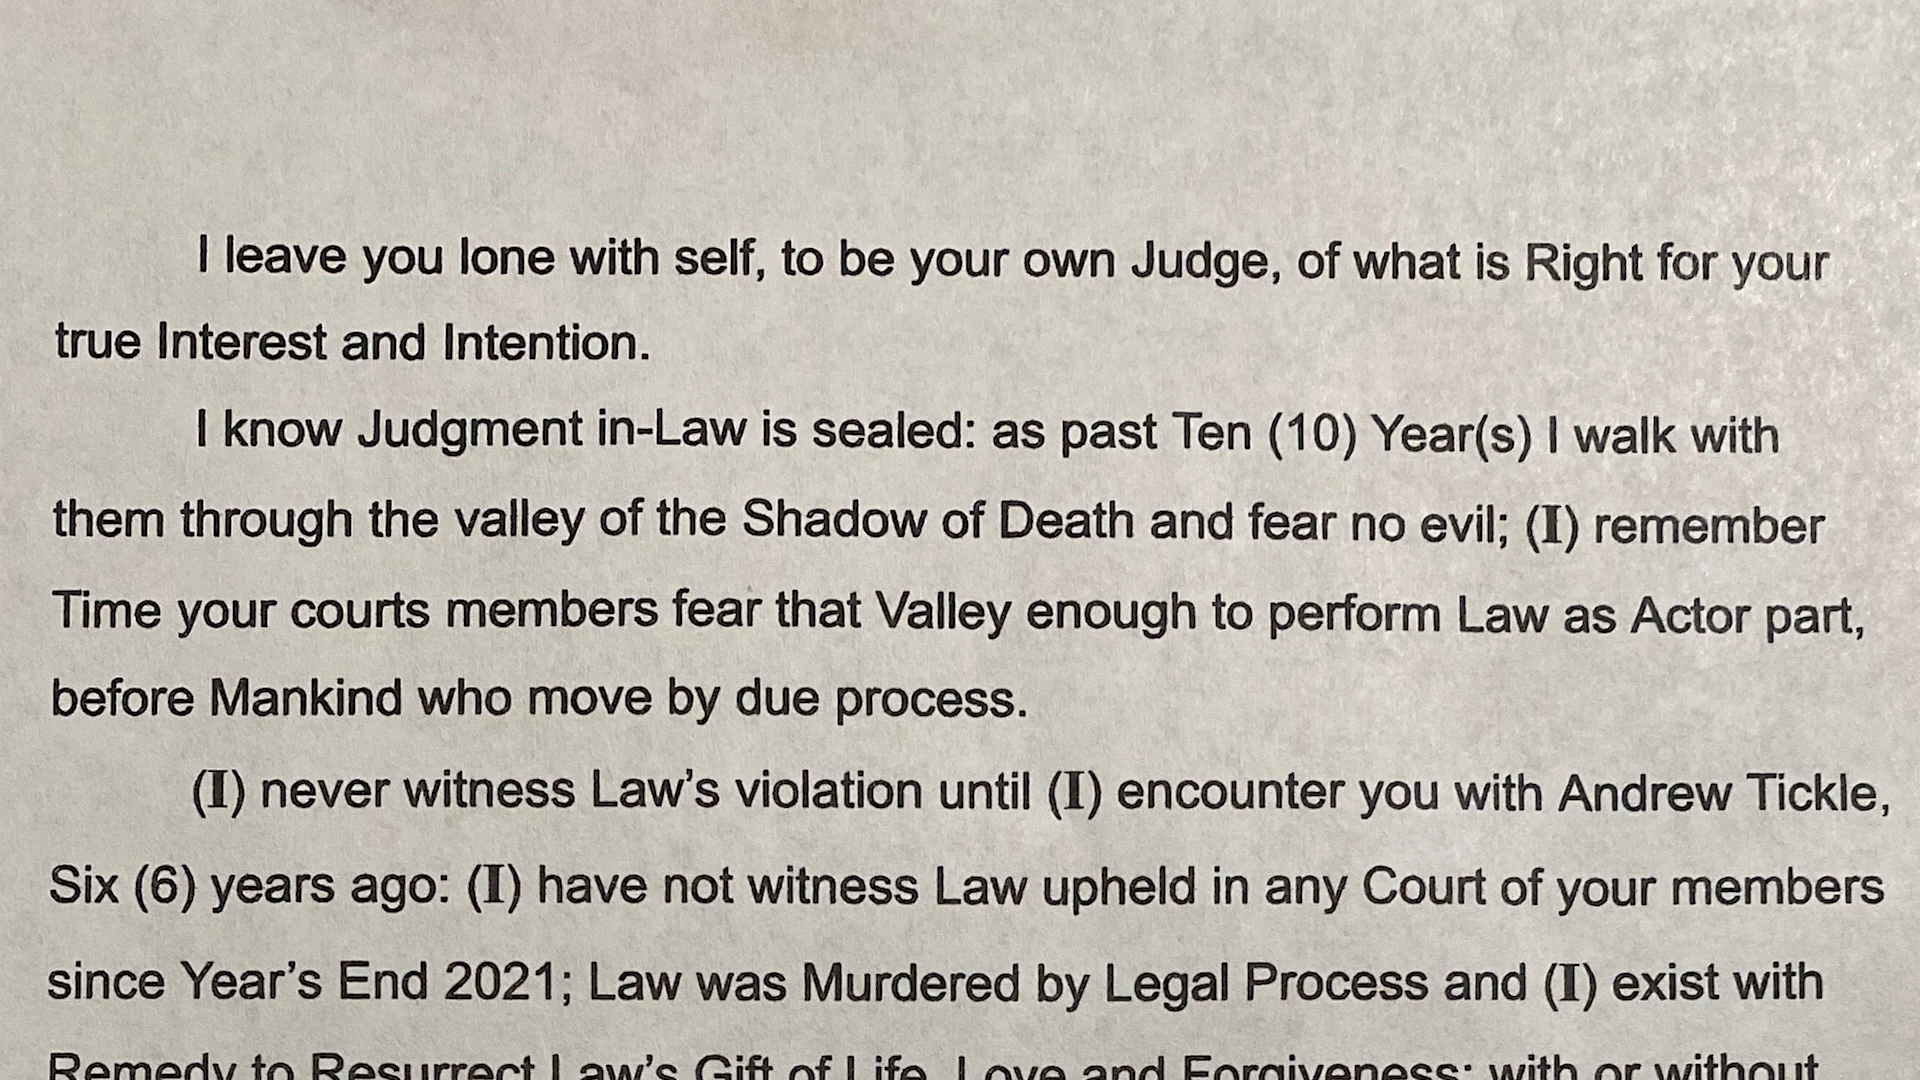 I leave you lone with self, to be your own Judge, of what is Right for your
true Interest and Intention.
I know Judgment in-Law is sealed: as past Ten (10) Year(s) I walk with
them through the valley of the Shadow of Death and fear no evil; (I) remember
Time your courts members fear that Valley enough to perform Law as Actor part,
before Mankind who move by due process.
(I) never witness Law’s violation until (I) encounter you with Andrew Tickle,
Six (6) years ago: (I) have not witness Law upheld in any Court of your members
since Year’s End 2021; Law was Murdered by Legal Process and (I) exist with
Remedy to Resurrect Law’s Gift of Life, Love and Forgiveness; with or without